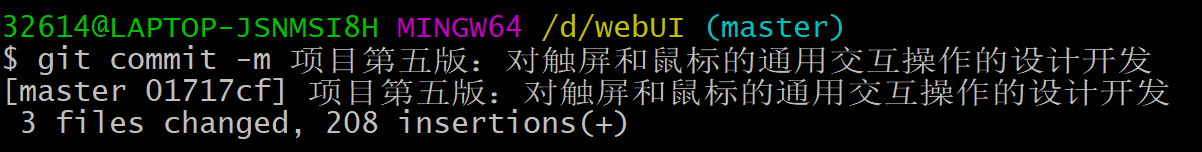 32614@LAPTOP-JSNMSI8H MINGW64 /d/webUI (master)
$ git commit -m 项目第五版：对触屏和鼠标的通用交互操作的设计开发
[master 01717cf] 项目第五版：对触屏和鼠标的通用交互操作的设计开发
 3 files changed, 208 insertions(+)